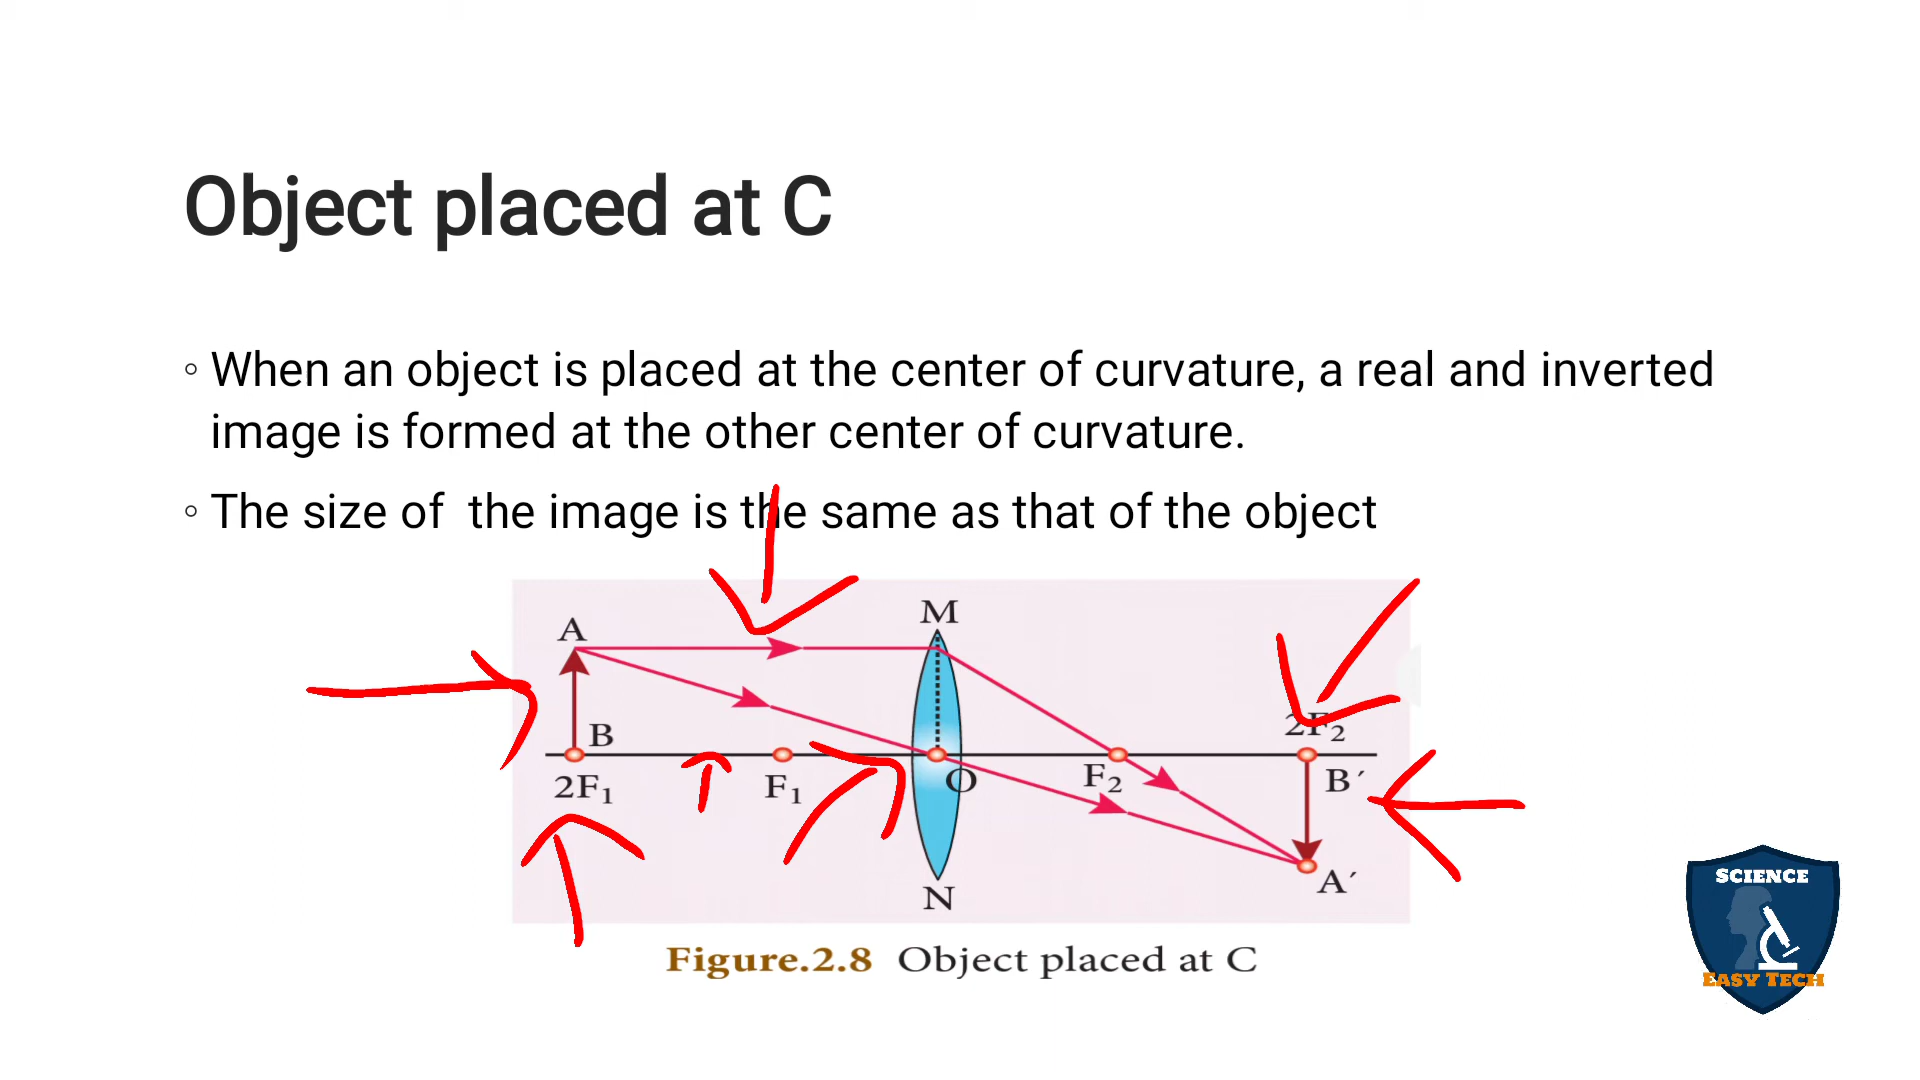 Object placed at C
◦ When an object is placed at the center of curvature, a real and inverted
image is formed at the other center of curvature.
◦ The size of  the image is the same as that of the object
M
A
2F₂
B
2F₁
F₁
O
F₂
B′
A′
N
Figure.2.8 Object placed at C
SCIENCE
EASY TECH